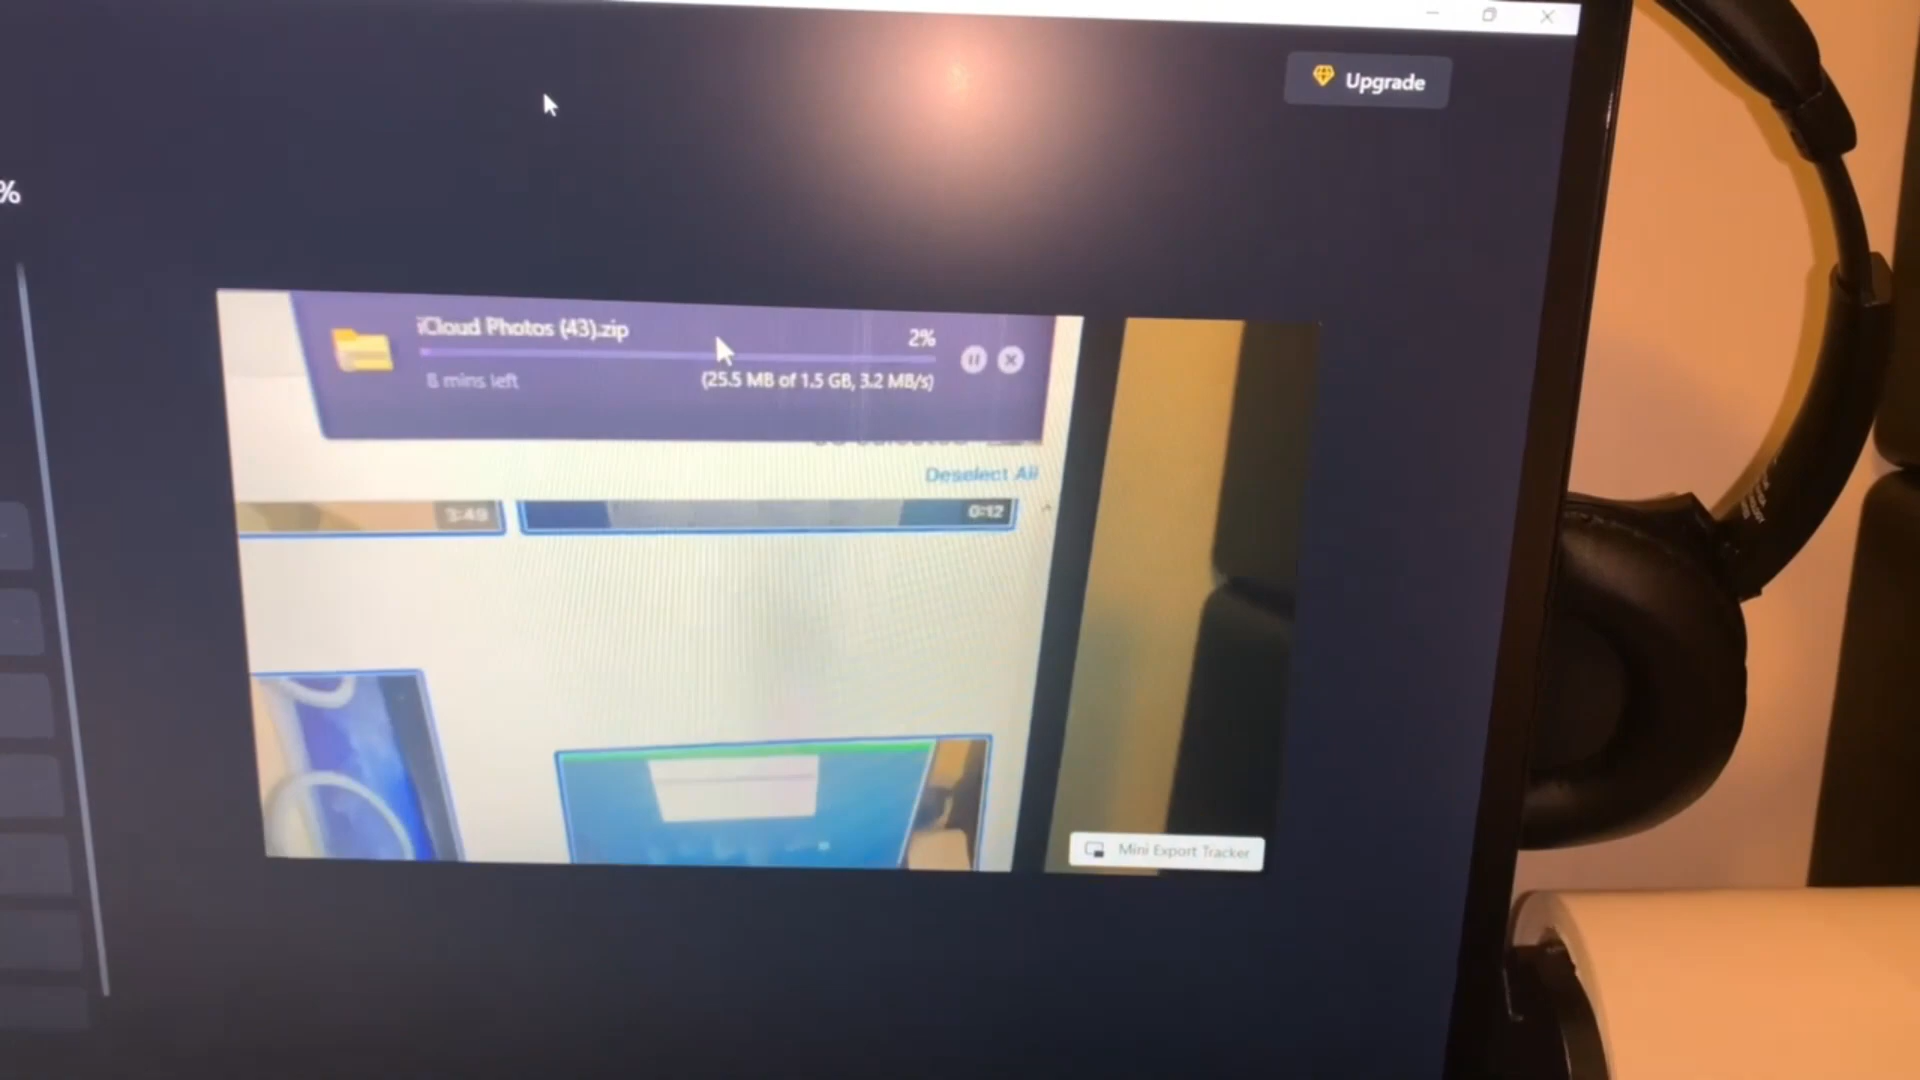 Upgrade
%
iCloud Photos (43).zip
2%
8 mins left
(25.5 MB of 1.5 GB, 3.2 MB/s)
Deselect All
3:49
0:12
Mini Export Tracker